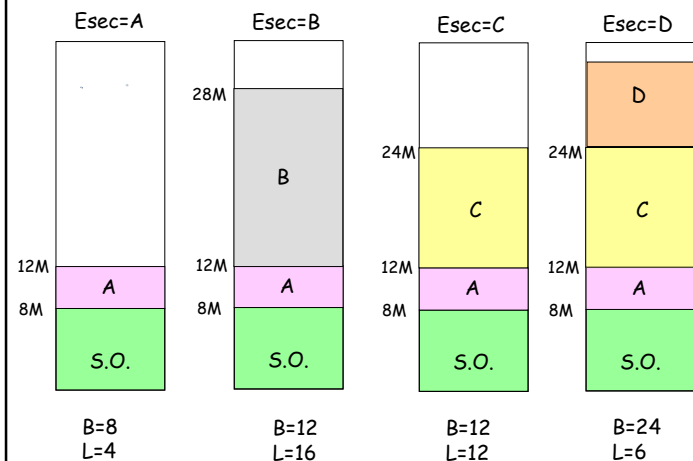 Esec=A
Esec=B
Esec=C
Esec=D
28M
D
24M
24M
B
C
C
12M
12M
12M
12M
A
A
A
A
8M
8M
8M
8M
S.O.
S.O.
S.O.
S.O.
B=8
B=12
B=12
B=24
L=4
L=16
L=12
L=6